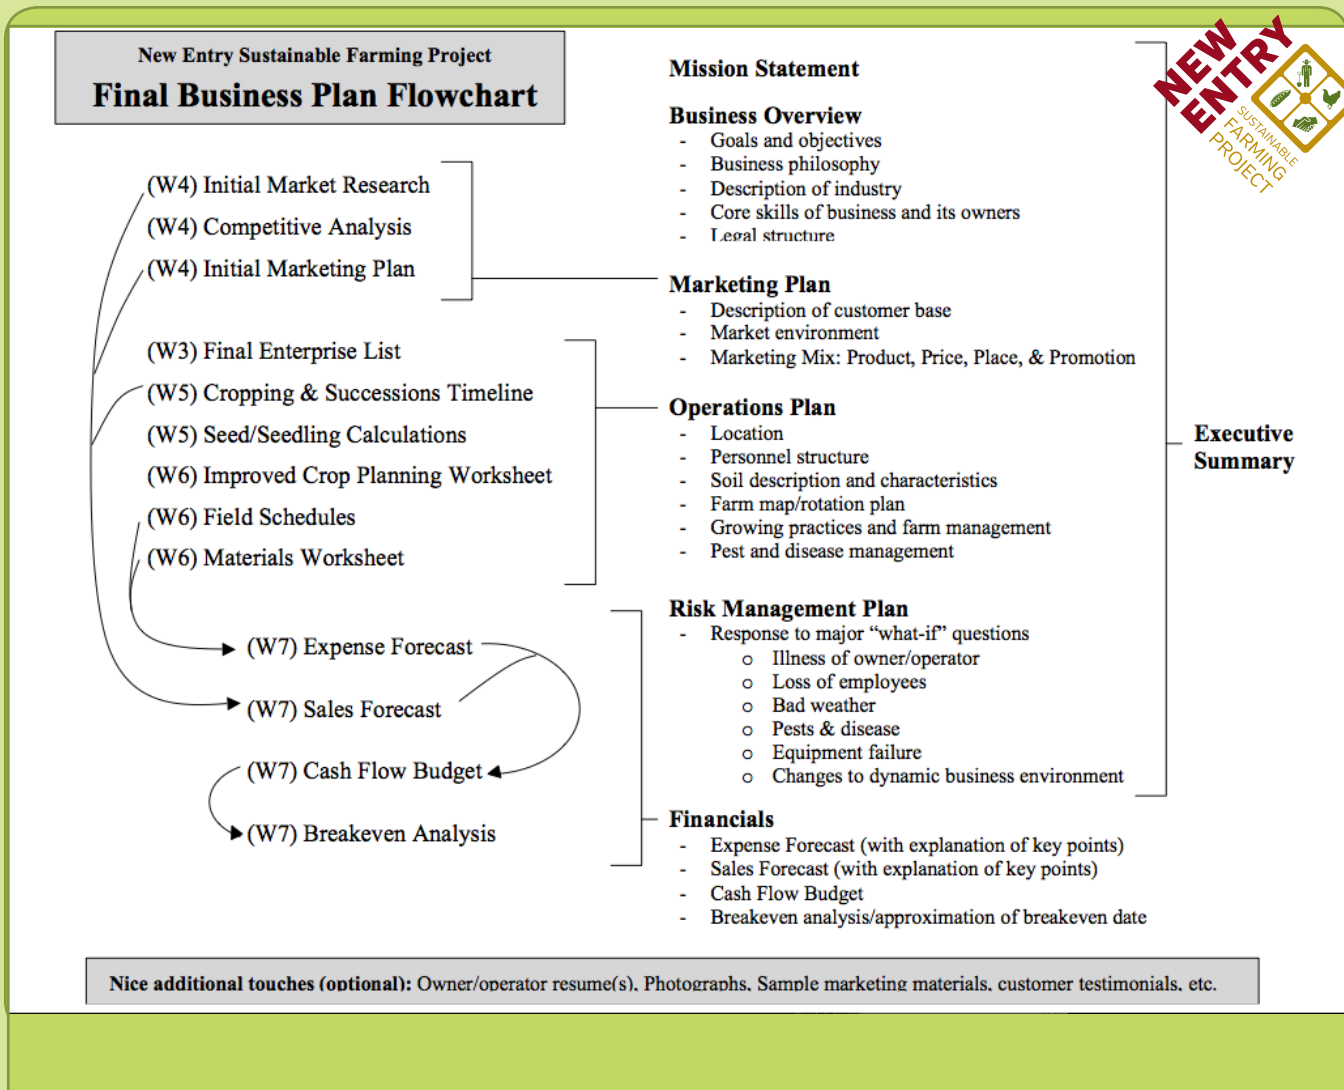 New Entry Sustainable Farming Project
Final Business Plan Flowchart
(W4) Initial Market Research
(W4) Competitive Analysis
(W4) Initial Marketing Plan
(W3) Final Enterprise List
(W5) Cropping & Successions Timeline
(W5) Seed/Seedling Calculations
(W6) Improved Crop Planning Worksheet
(W6) Field Schedules
(W6) Materials Worksheet
(W7) Expense Forecast
(W7) Sales Forecast
(W7) Cash Flow Budget
(W7) Breakeven Analysis
Mission Statement
Business Overview
- Goals and objectives
- Business philosophy
- Description of industry
- Core skills of business and its owners
- Legal structure
Marketing Plan
- Description of customer base
- Market environment
- Marketing Mix: Product, Price, Place, & Promotion
Operations Plan
- Location
- Personnel structure
- Soil description and characteristics
- Farm map/rotation plan
- Growing practices and farm management
- Pest and disease management
Risk Management Plan
- Response to major “what-if” questions
o Illness of owner/operator
o Loss of employees
o Bad weather
o Pests & disease
o Equipment failure
o Changes to dynamic business environment
Financials
- Expense Forecast (with explanation of key points)
- Sales Forecast (with explanation of key points)
- Cash Flow Budget
- Breakeven analysis/approximation of breakeven date
Executive
Summary
NEW
ENTRY
SUSTAINABLE
FARMING
PROJECT
Nice additional touches (optional): Owner/operator resume(s), Photographs, Sample marketing materials, customer testimonials, etc.